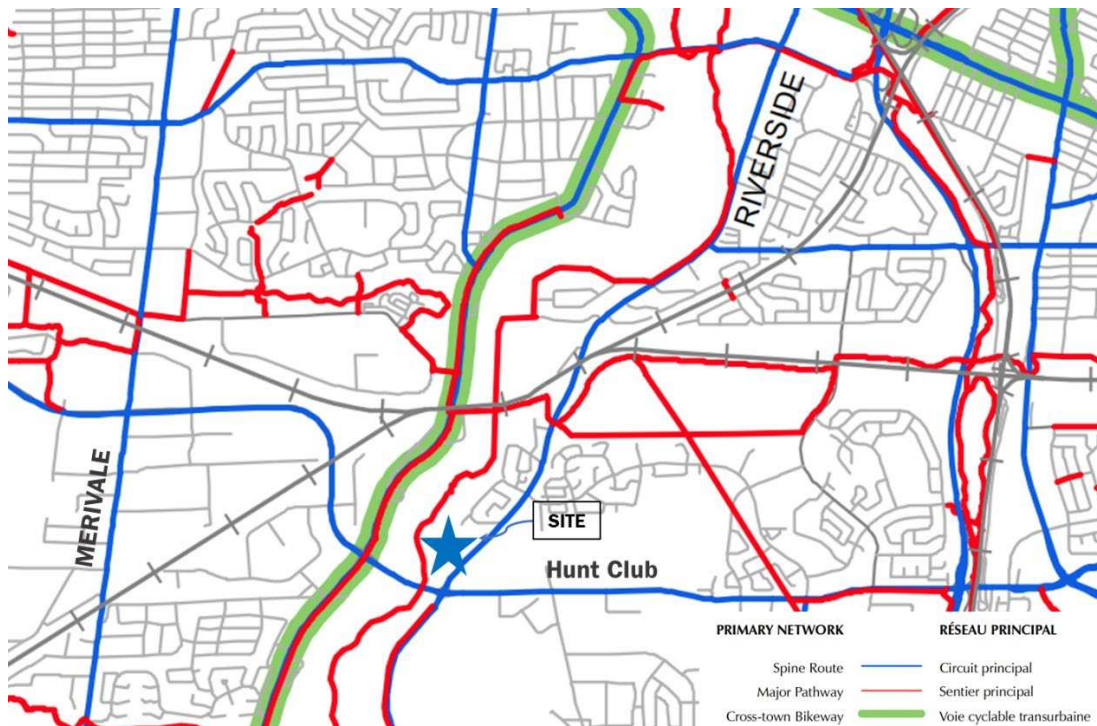 RIVERSIDE
MERIVALE
SITE
Hunt Club
PRIMARY NETWORK RÉSEAU PRINCIPAL
Spine Route Circuit principal
Major Pathway Sentier principal
Cross-town Bikeway Voie cyclable transurbaine